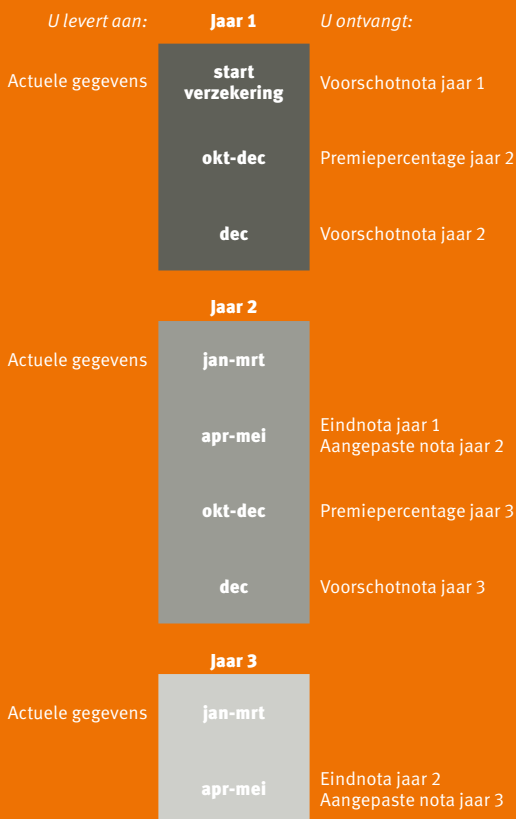 U levert aan: Jaar 1 U ontvangt:
Actuele gegevens start verzekering Voorschotnota jaar 1
okt-dec Premiepercentage jaar 2
dec Voorschotnota jaar 2
Jaar 2
Actuele gegevens jan-mrt
apr-mei Eindnota jaar 1
Aangepaste nota jaar 2
okt-dec Premiepercentage jaar 3
dec Voorschotnota jaar 3
Jaar 3
Actuele gegevens jan-mrt
apr-mei Eindnota jaar 2
Aangepaste nota jaar 3